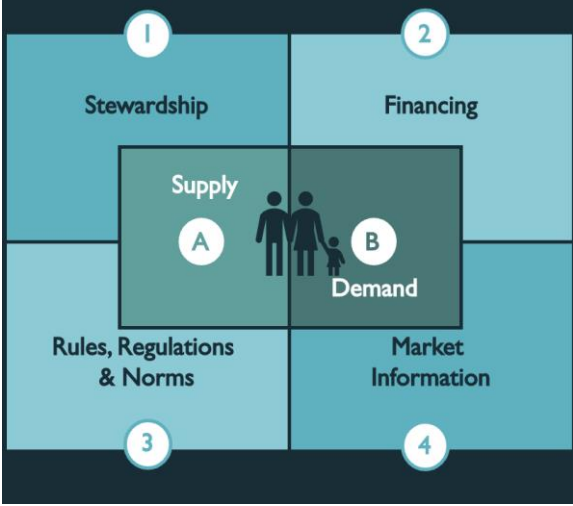 1
2
Stewardship
Financing
Supply
A
B
Demand
Rules, Regulations
& Norms
Market
Information
3
4